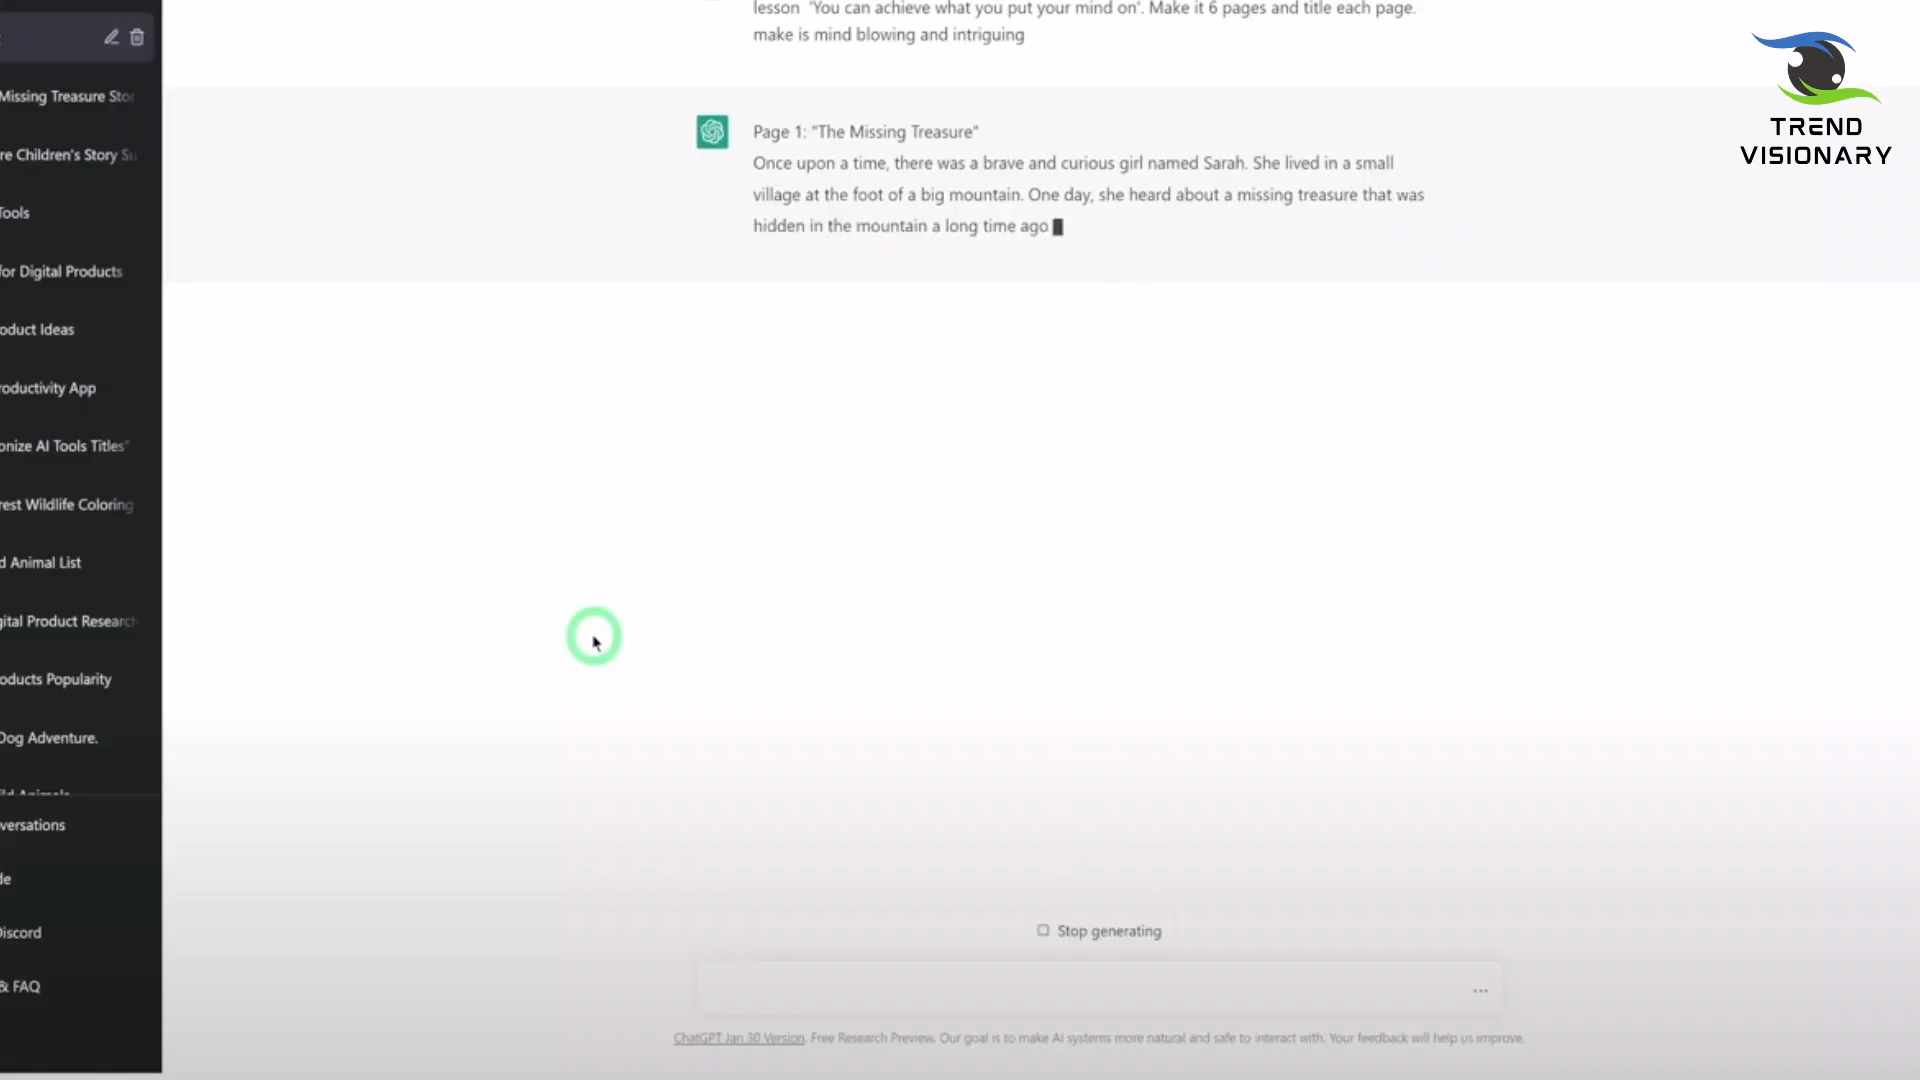 lesson 'You can achieve what you put your mind on'. Make it 6 pages and title each page.
make is mind blowing and intriguing
TREND
VISIONARY
Missing Treasure Stor
re Children's Story Su
Tools
for Digital Products
oduct Ideas
roductivity App
onize AI Tools Titles"
rest Wildlife Coloring
d Animal List
gital Product Research
oducts Popularity
Dog Adventure.
versations
de
Discord
& FAQ
Page 1: "The Missing Treasure"
Once upon a time, there was a brave and curious girl named Sarah. She lived in a small
village at the foot of a big mountain. One day, she heard about a missing treasure that was
hidden in the mountain a long time ago
Stop generating
ChatGPT Jan 30 Version. Free Research Preview. Our goal is to make AI systems more natural and safe to interact with. Your feedback will help us improve.